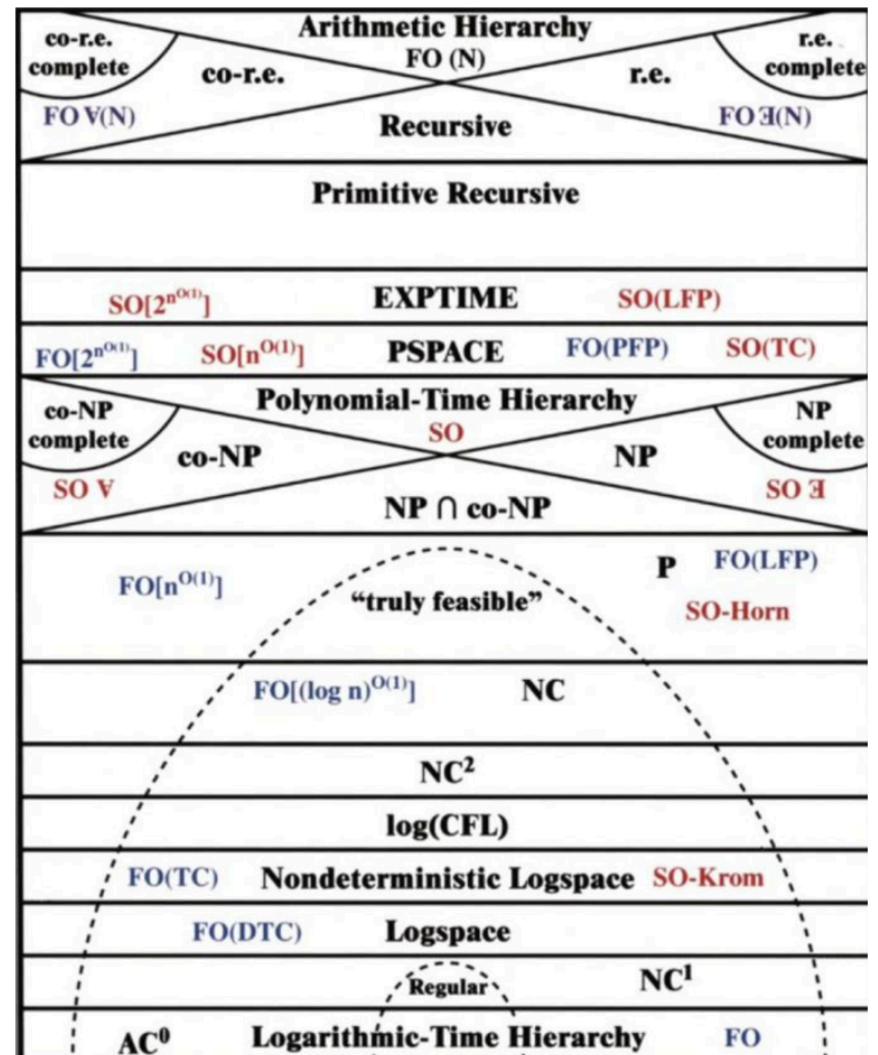 Arithmetic Hierarchy
FO (N)
co-r.e.
complete
co-r.e.
r.e.
r.e.
complete
FO ∀(N)
FO ∃(N)
Recursive
Primitive Recursive
SO[2^n^O(1)] EXPTIME SO(LFP)
FO[2^n^O(1)] SO[n^O(1)] PSPACE FO(PFP) SO(TC)
Polynomial-Time Hierarchy
SO
co-NP
complete
co-NP
NP
NP
complete
SO ∀
SO ∃
NP ∩ co-NP
FO[n^O(1)]
"truly feasible"
P FO(LFP)
SO-Horn
FO[(log n)^O(1)] NC
NC²
log(CFL)
FO(TC) Nondeterministic Logspace SO-Krom
FO(DTC) Logspace
Regular NC¹
AC⁰ Logarithmic-Time Hierarchy FO